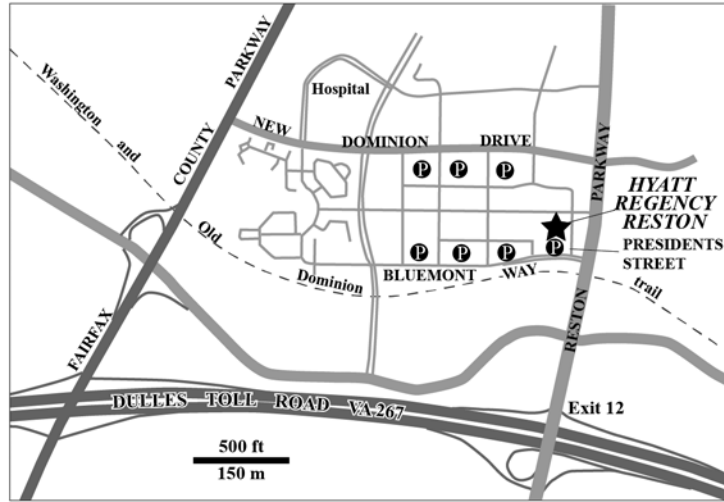 PARKWAY
Washington
and
Hospital
NEW
DOMINION DRIVE
COUNTY
PARKWAY
P P P
HYATT
REGENCY
RESTON
Old
P P P P
PRESIDENTS
STREET
Dominion
BLUEMONT WAY
trail
FAIRFAX
RESTON
DULLES TOLL ROAD VA 267
Exit 12
500 ft
150 m